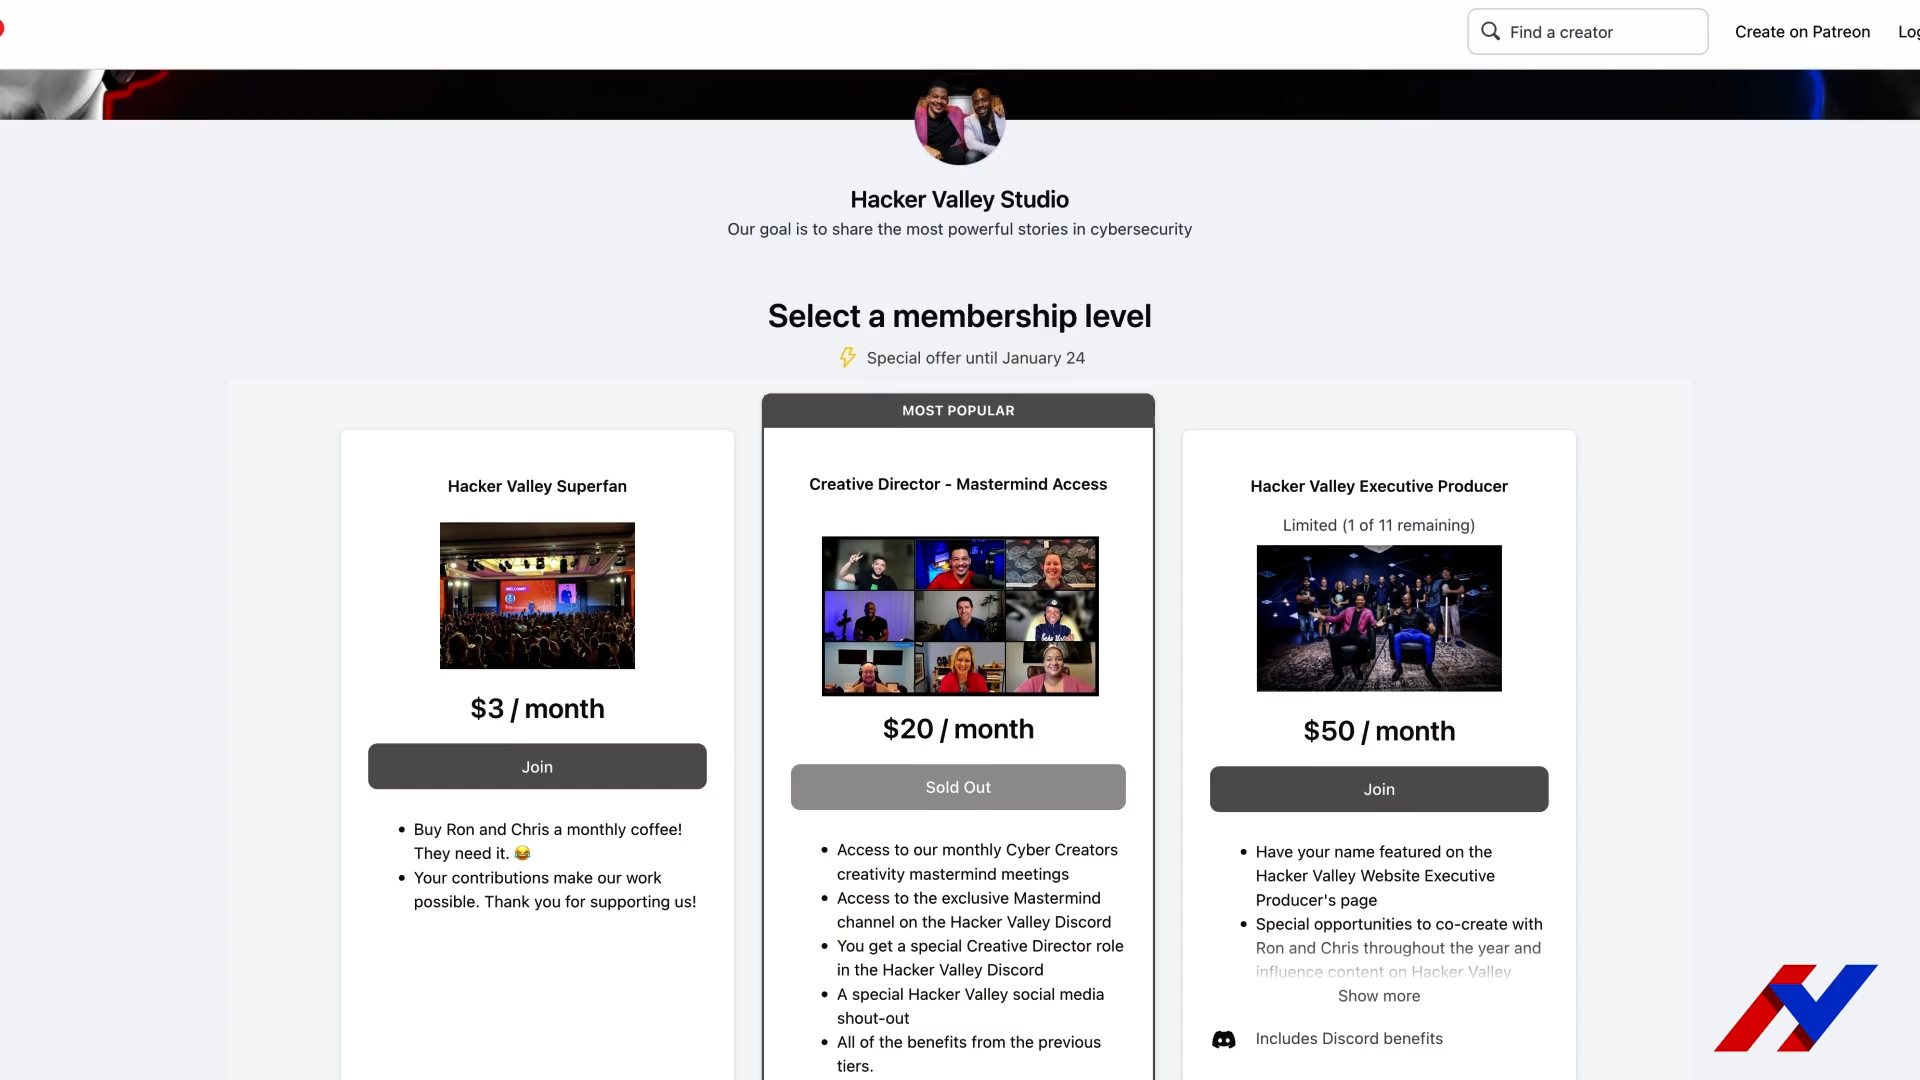 Find a creator
Create on Patreon
Log
Hacker Valley Studio
Our goal is to share the most powerful stories in cybersecurity
Select a membership level
Special offer until January 24
MOST POPULAR
Hacker Valley Superfan
$3 / month
Join
Buy Ron and Chris a monthly coffee!
They need it. 😂
Your contributions make our work
possible. Thank you for supporting us!
Creative Director - Mastermind Access
$20 / month
Sold Out
Access to our monthly Cyber Creators
creativity mastermind meetings
Access to the exclusive Mastermind
channel on the Hacker Valley Discord
You get a special Creative Director role
in the Hacker Valley Discord
A special Hacker Valley social media
shout-out
All of the benefits from the previous
tiers.
Hacker Valley Executive Producer
Limited (1 of 11 remaining)
$50 / month
Join
Have your name featured on the
Hacker Valley Website Executive
Producer's page
Special opportunities to co-create with
Ron and Chris throughout the year and
influence content on Hacker Valley
Show more
Includes Discord benefits